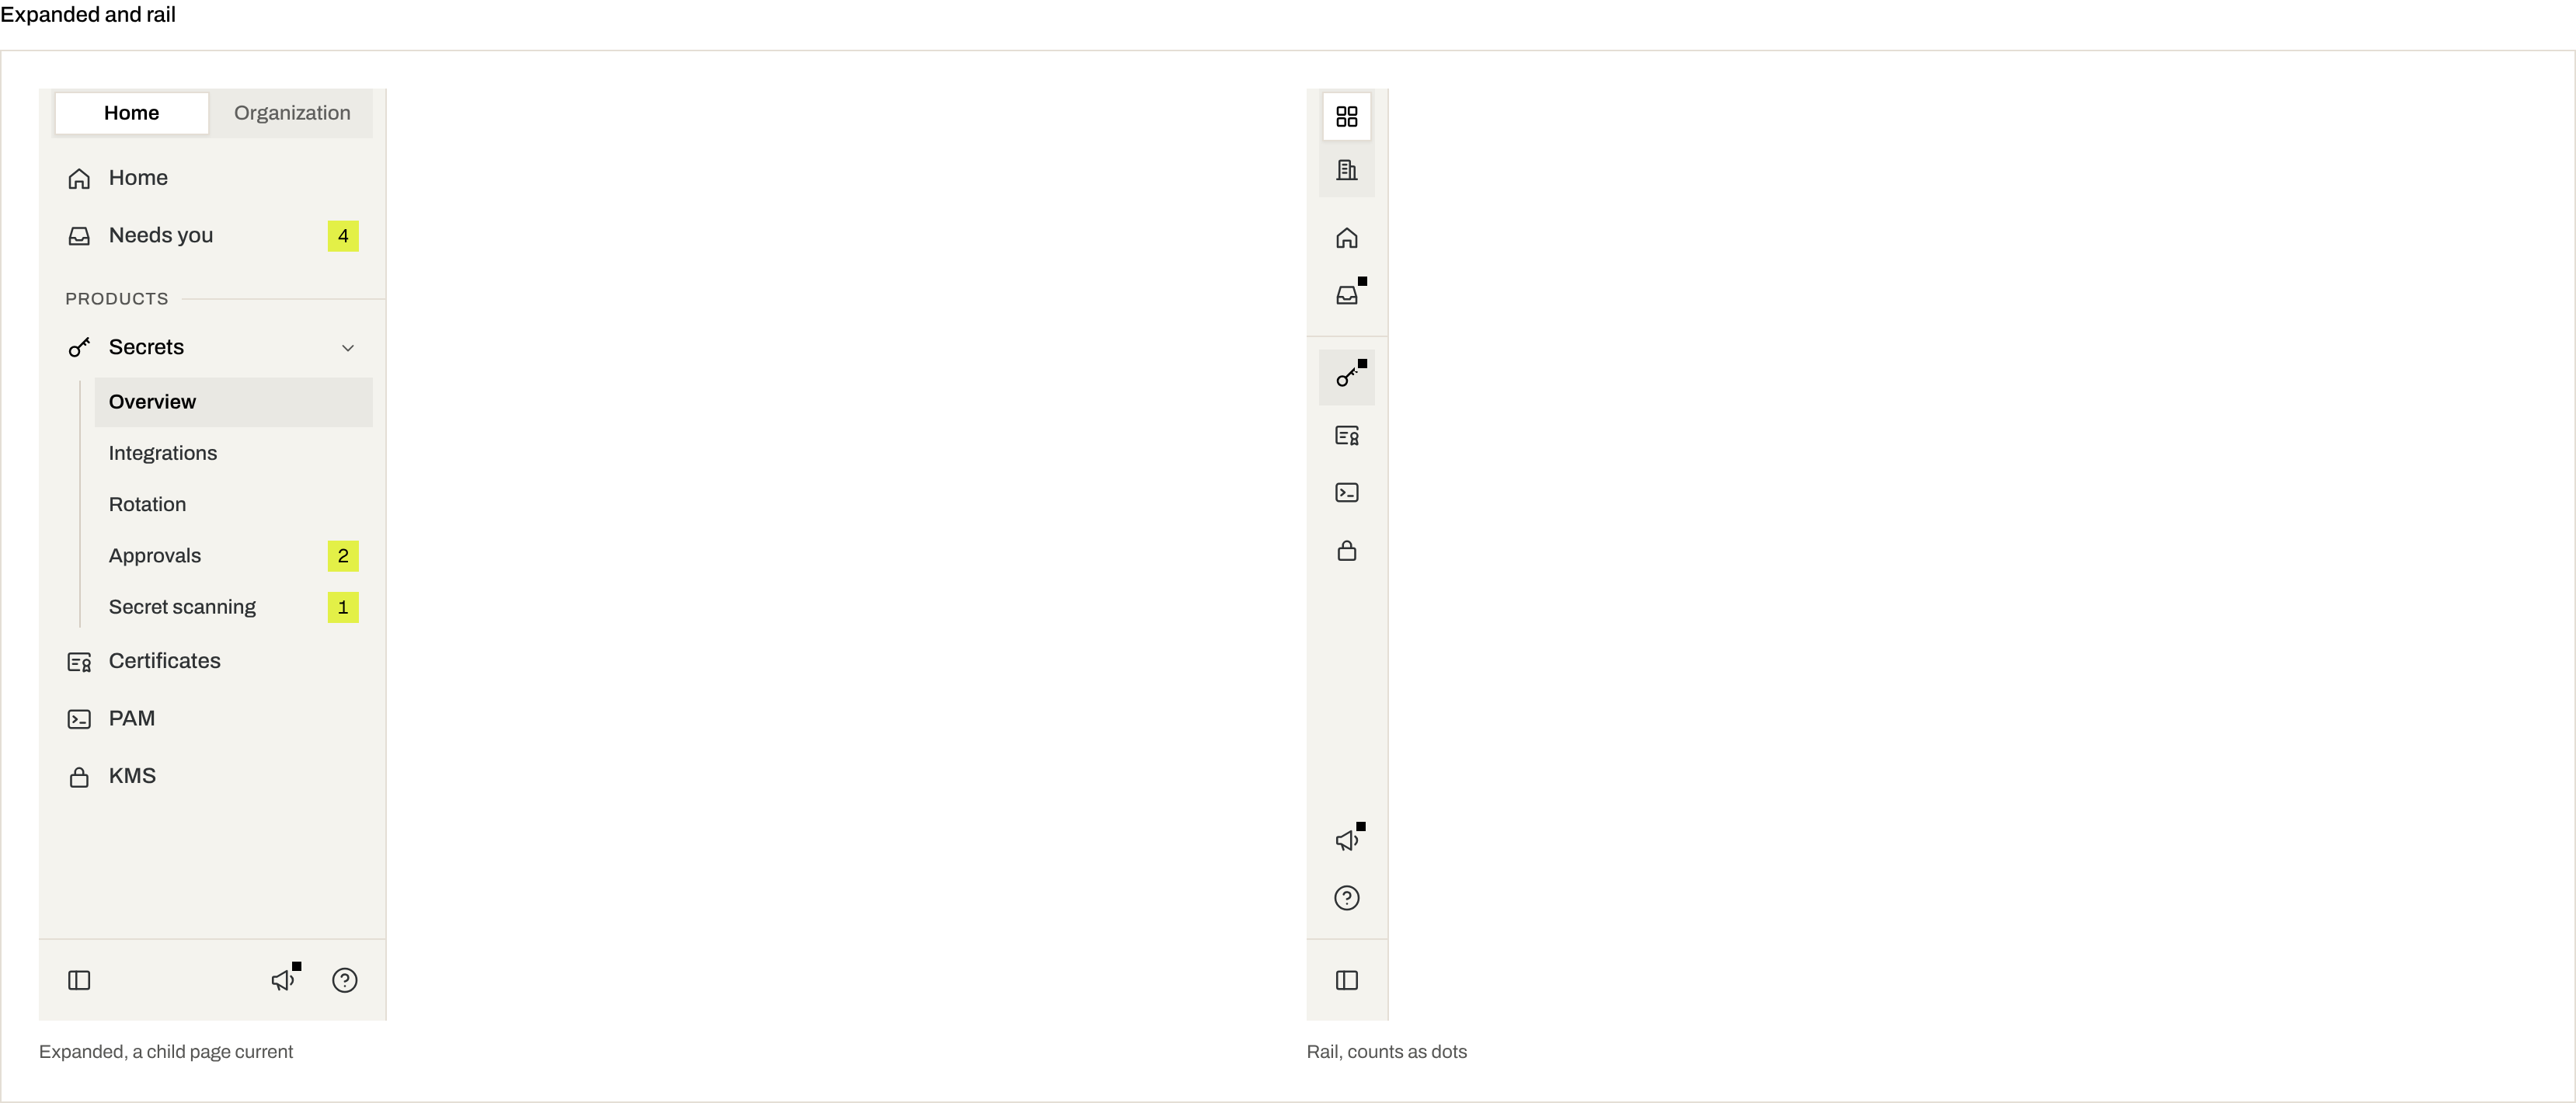 Expanded and rail
Home
Organization
Home
Needs you 4
PRODUCTS
Secrets
Overview
Integrations
Rotation
Approvals 2
Secret scanning 1
Certificates
PAM
KMS
Expanded, a child page current
Rail, counts as dots